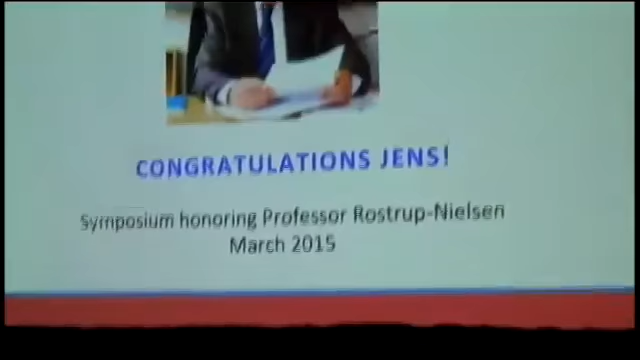 CONGRATULATIONS JENS!
Symposium honoring Professor Rostrup-Nielsen
March 2015